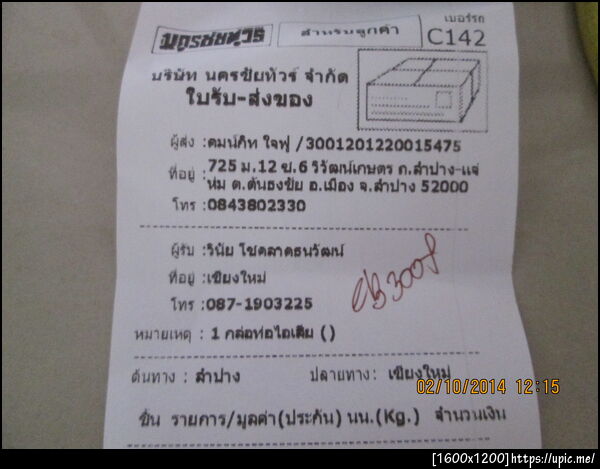 นครชัยทัวร์ สำหรับลูกค้า เบอร์รถ
C142
บริษัท นครชัยทัวร์ จำกัด
ใบรับ-ส่งของ
ผู้ส่ง :คมน์กิท ใจฟู /3001201220015475
ที่อยู่ :725 ม.12 ซ.6 วิวัฒน์เกษตร ถ.ลำปาง-แจ่
ห่ม ต.ต้นธงชัย อ.เมือง จ.ลำปาง 52000
โทร :0843802330
ผู้รับ :วินัย โชตลาภธนวัฒน์
ที่อยู่ :เชียงใหม่
โทร :087-1903225
หมายเหตุ : 1 กล่อท่อไอเสีย ()
ต้นทาง : ลำปาง ปลายทาง: เชียงใหม่
02/10/2014 12:15
ชิ้น รายการ/มูลค่า(ประกัน) นน.(Kg.) จำนวนเงิน
[1600x1200]https://upic.me/